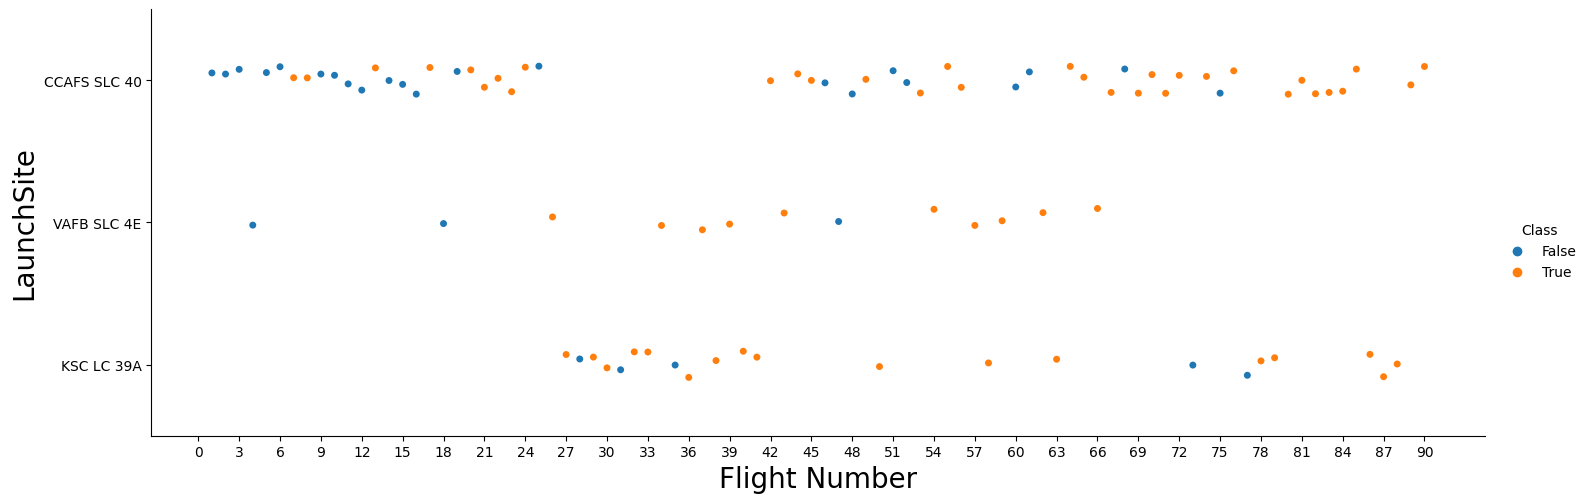 LaunchSite
CCAFS SLC 40
VAFB SLC 4E
KSC LC 39A
0 3 6 9 12 15 18 21 24 27 30 33 36 39 42 45 48 51 54 57 60 63 66 69 72 75 78 81 84 87 90
Flight Number
Class
False
True